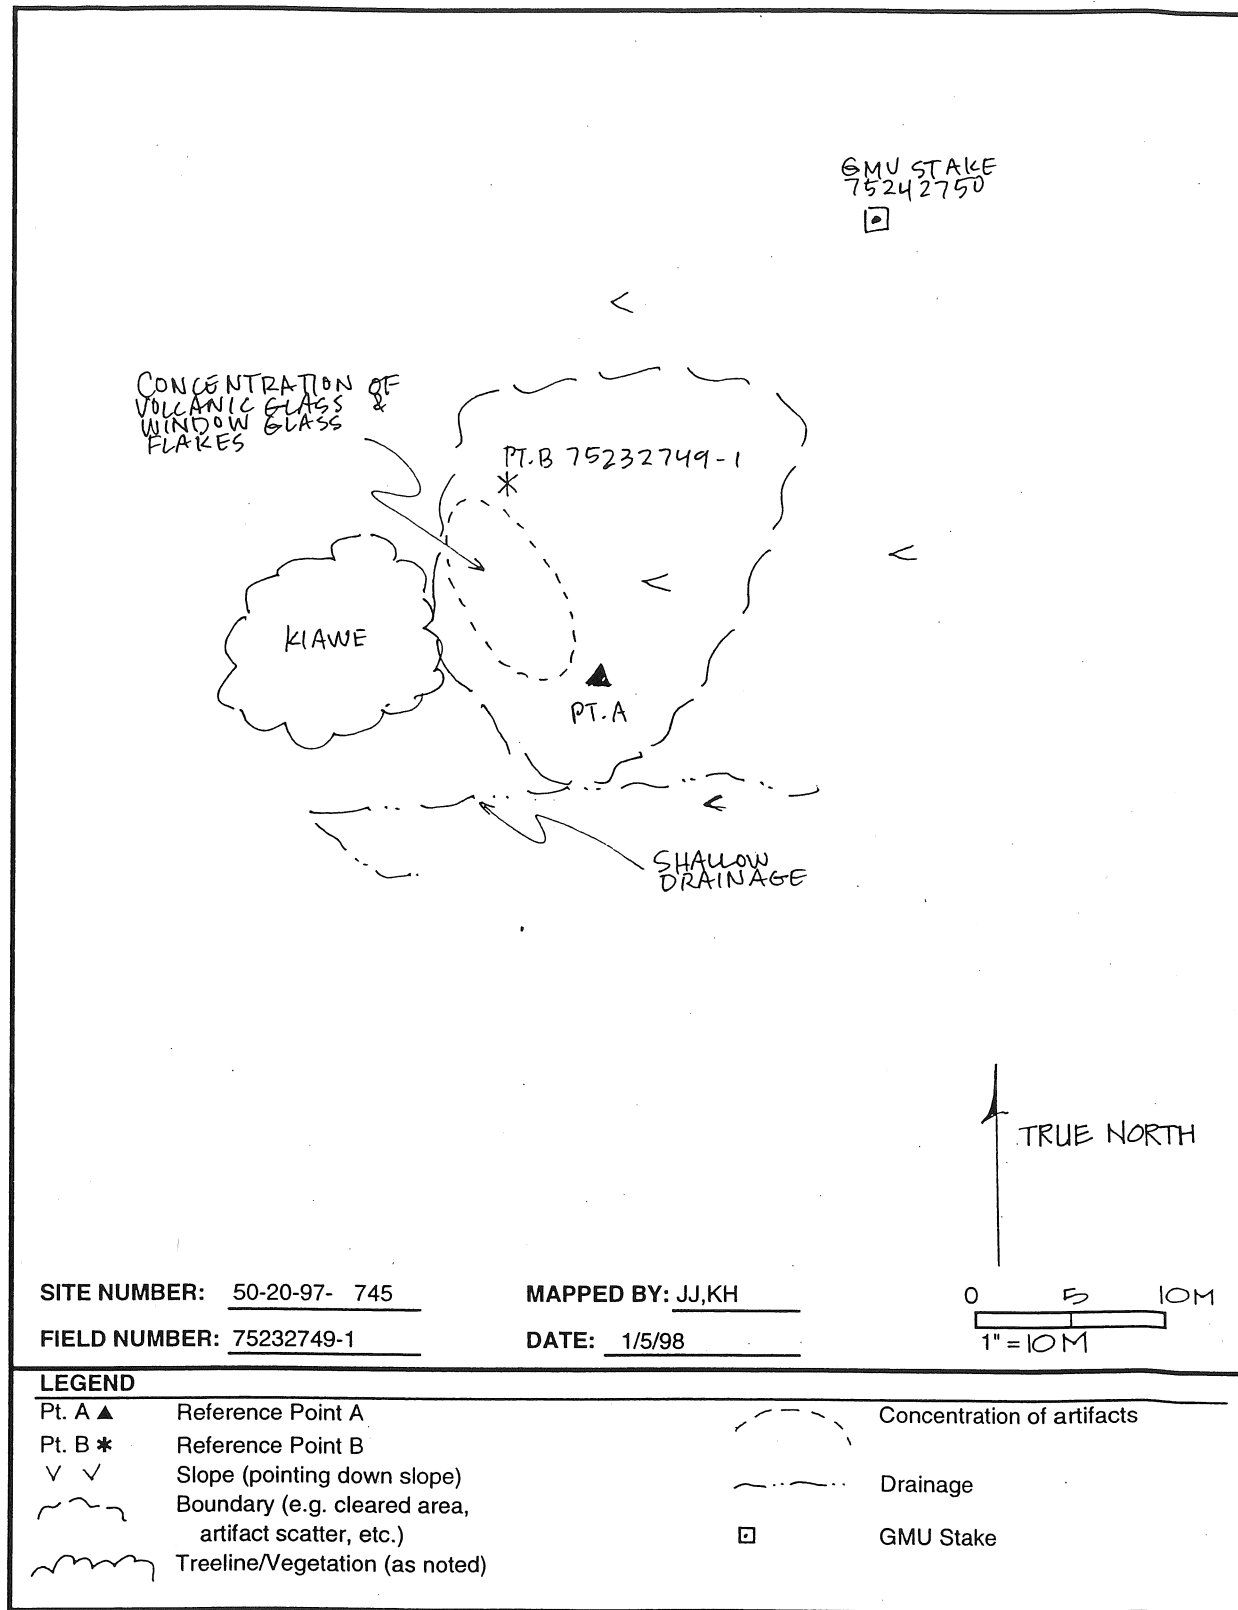 GMU STAKE
75242750
CONCENTRATION OF
VOLCANIC GLASS &
WINDOW GLASS
FLAKES
PT.B 75232749-1
KIAWE
PT. A
SHALLOW
DRAINAGE
TRUE NORTH
SITE NUMBER: 50-20-97- 745
MAPPED BY: JJ,KH
0 5 10M
FIELD NUMBER: 75232749-1
DATE: 1/5/98
1" = 10 M
LEGEND
Pt. A ▲ Reference Point A
Pt. B * Reference Point B
Slope (pointing down slope)
Boundary (e.g. cleared area,
artifact scatter, etc.)
Treeline/Vegetation (as noted)
Concentration of artifacts
Drainage
GMU Stake